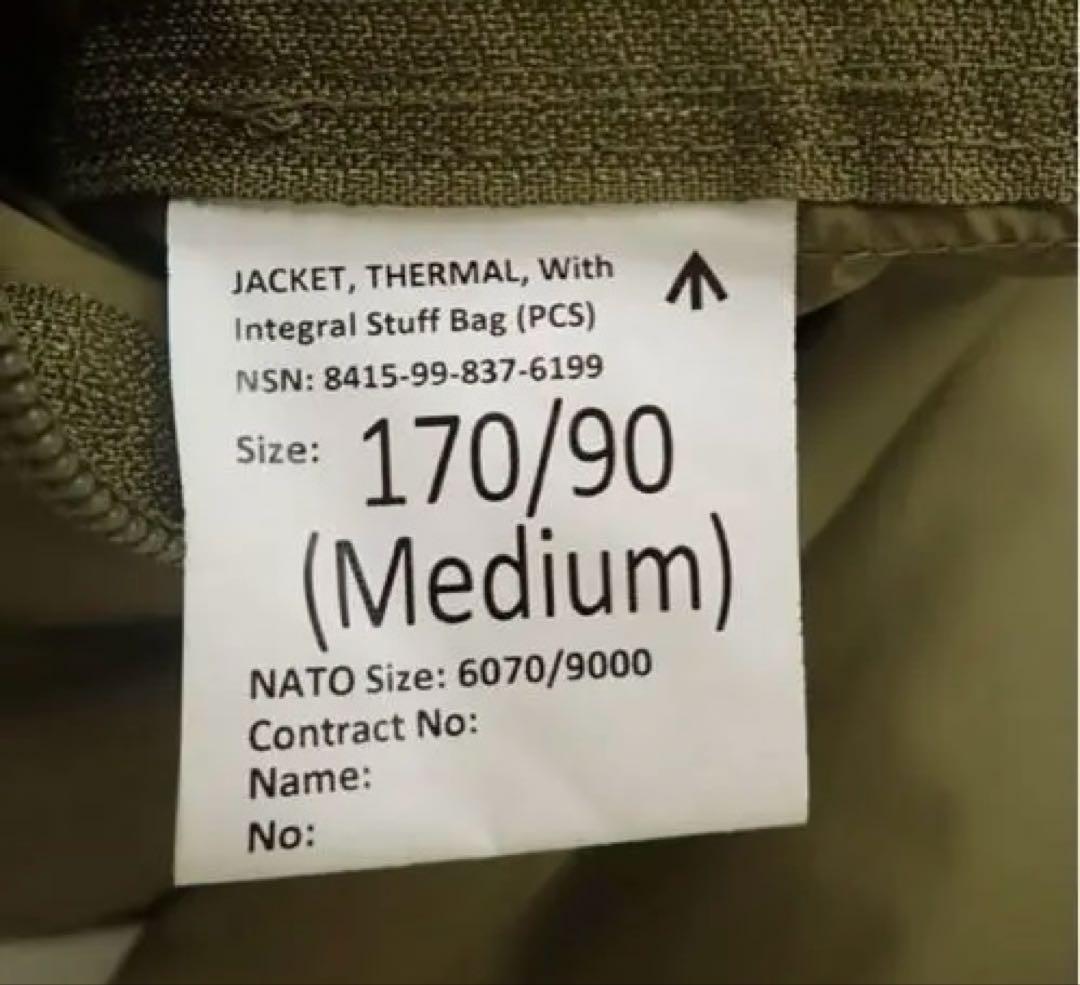 JACKET, THERMAL, With
Integral Stuff Bag (PCS)
NSN: 8415-99-837-6199
Size: 170/90
(Medium)
NATO Size: 6070/9000
Contract No:
Name:
No: